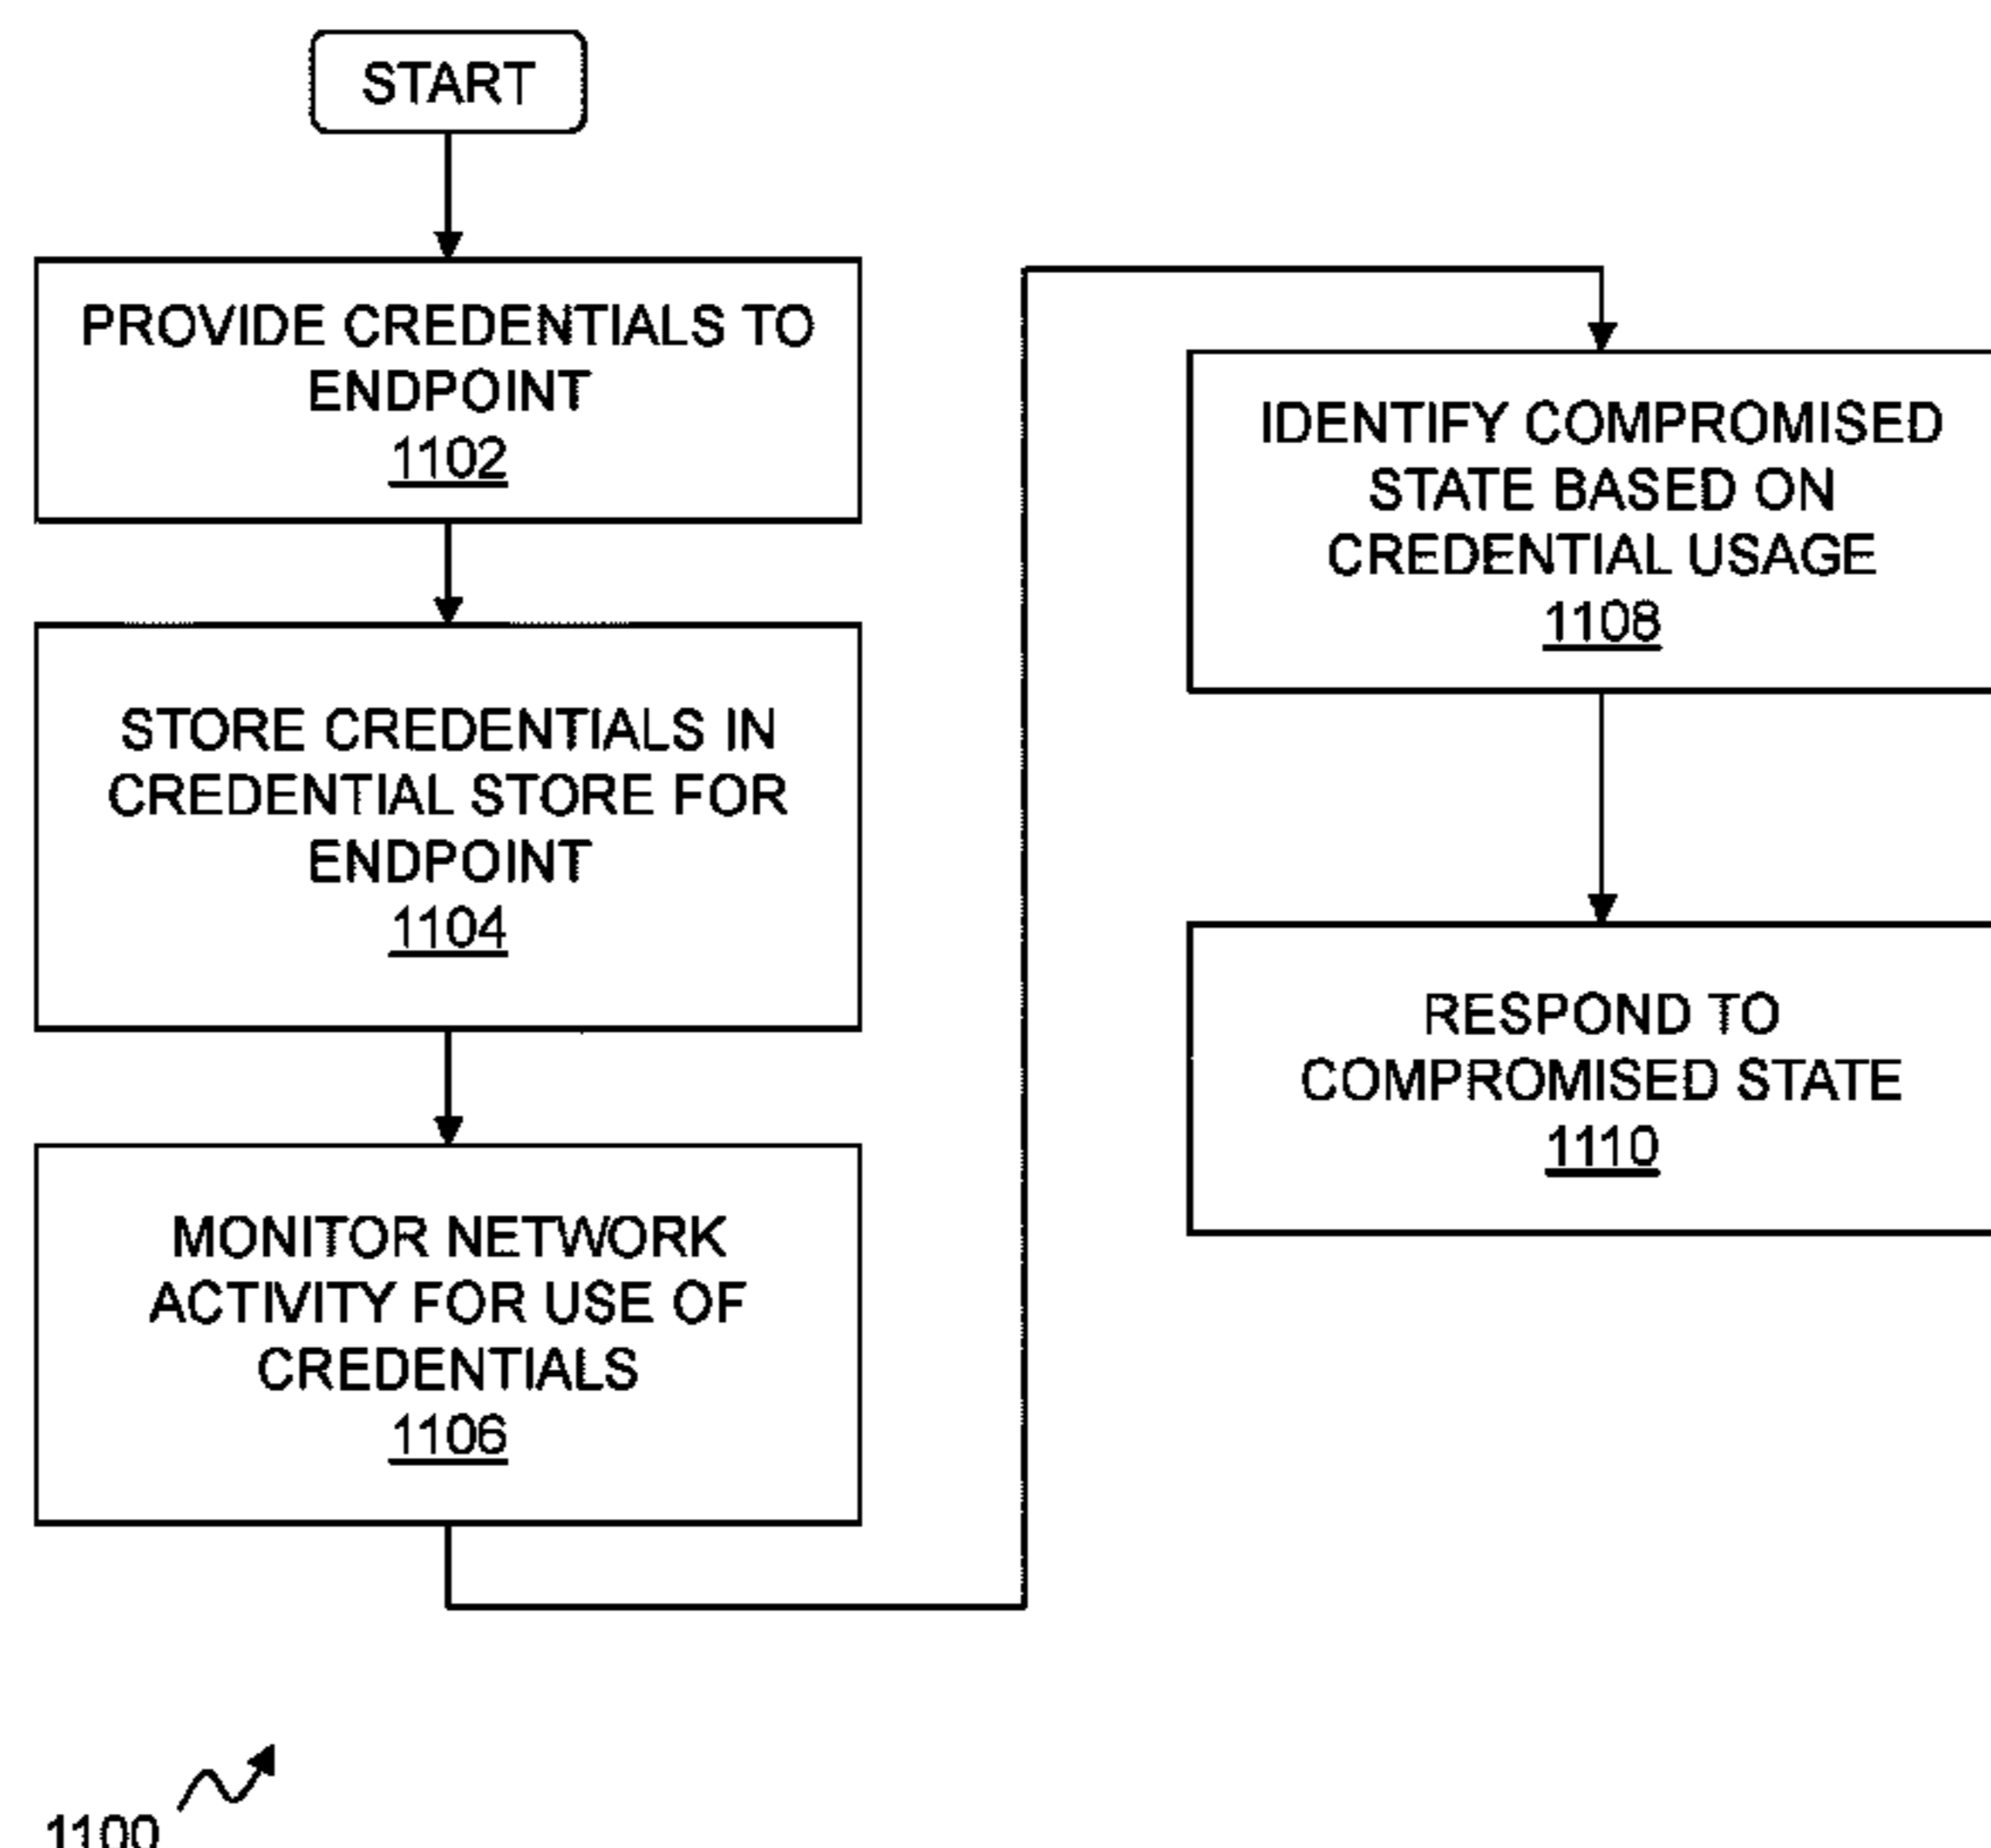 START
PROVIDE CREDENTIALS TO
ENDPOINT
1102
STORE CREDENTIALS IN
CREDENTIAL STORE FOR
ENDPOINT
1104
MONITOR NETWORK
ACTIVITY FOR USE OF
CREDENTIALS
1106
IDENTIFY COMPROMISED
STATE BASED ON
CREDENTIAL USAGE
1108
RESPOND TO
COMPROMISED STATE
1110
1100